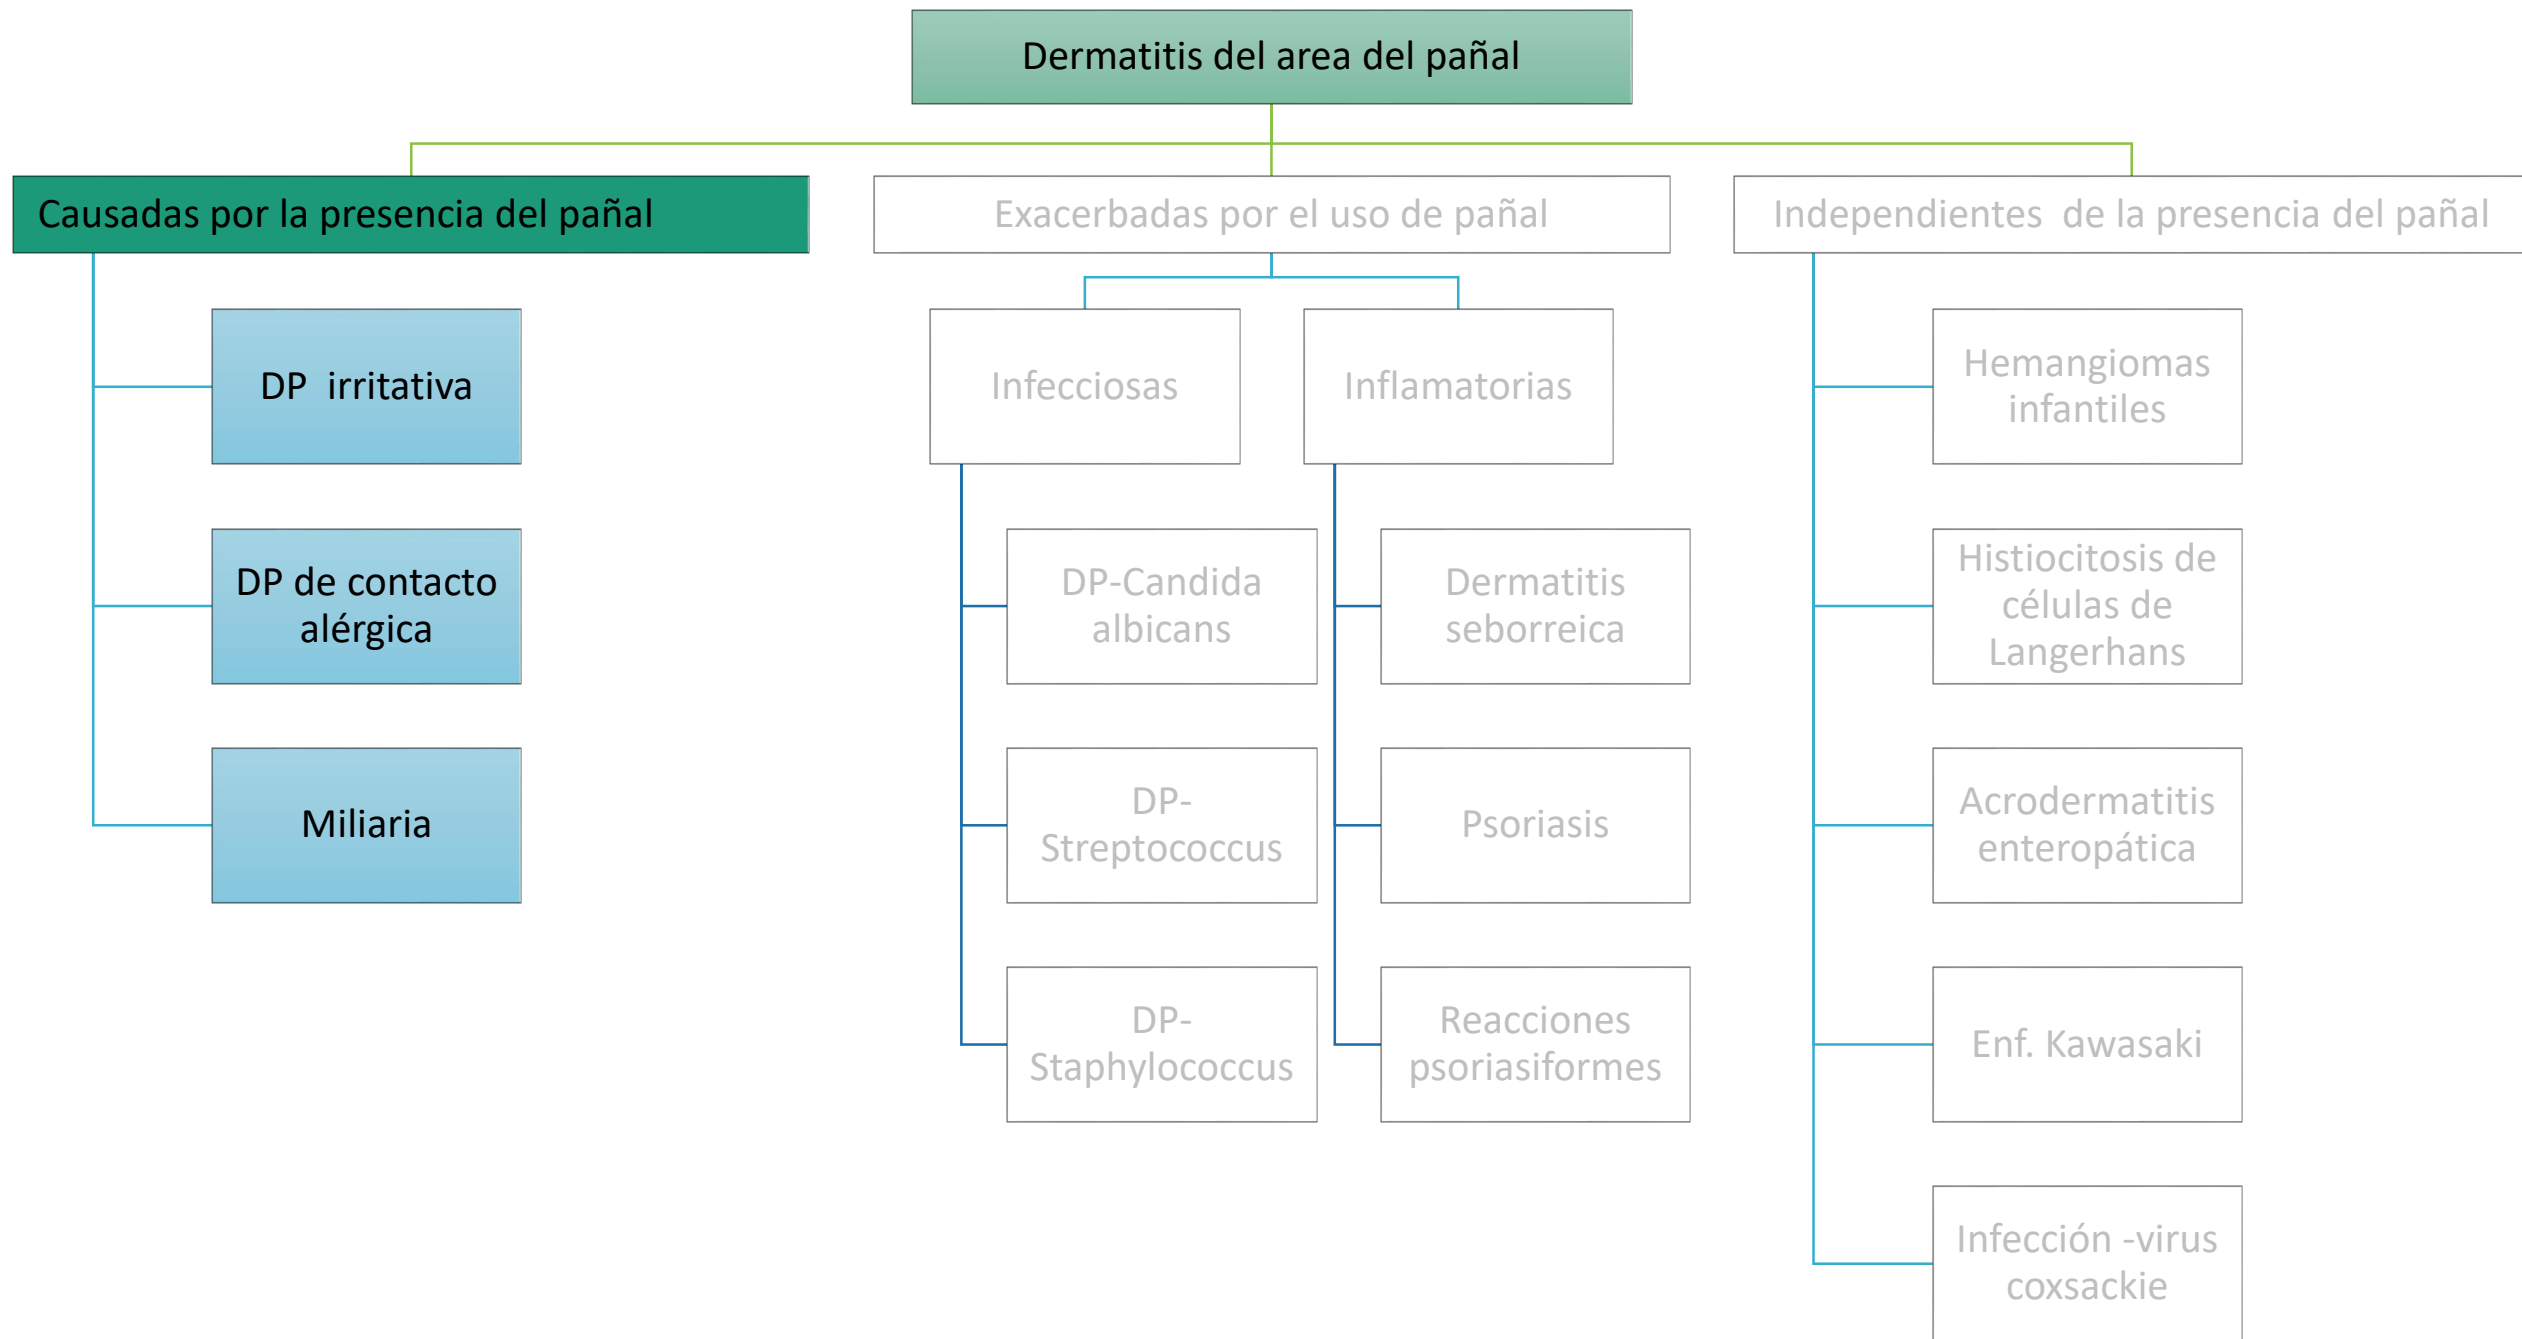 Dermatitis del area del pañal
Causadas por la presencia del pañal
DP irritativa
DP de contacto
alérgica
Miliaria
Exacerbadas por el uso de pañal
Infecciosas
DP-Candida
albicans
DP-
Streptococcus
DP-
Staphylococcus
Inflamatorias
Dermatitis
seborreica
Psoriasis
Reacciones
psoriasiformes
Independientes de la presencia del pañal
Hemangiomas
infantiles
Histiocitosis de
células de
Langerhans
Acrodermatitis
enteropática
Enf. Kawasaki
Infección -virus
coxsackie